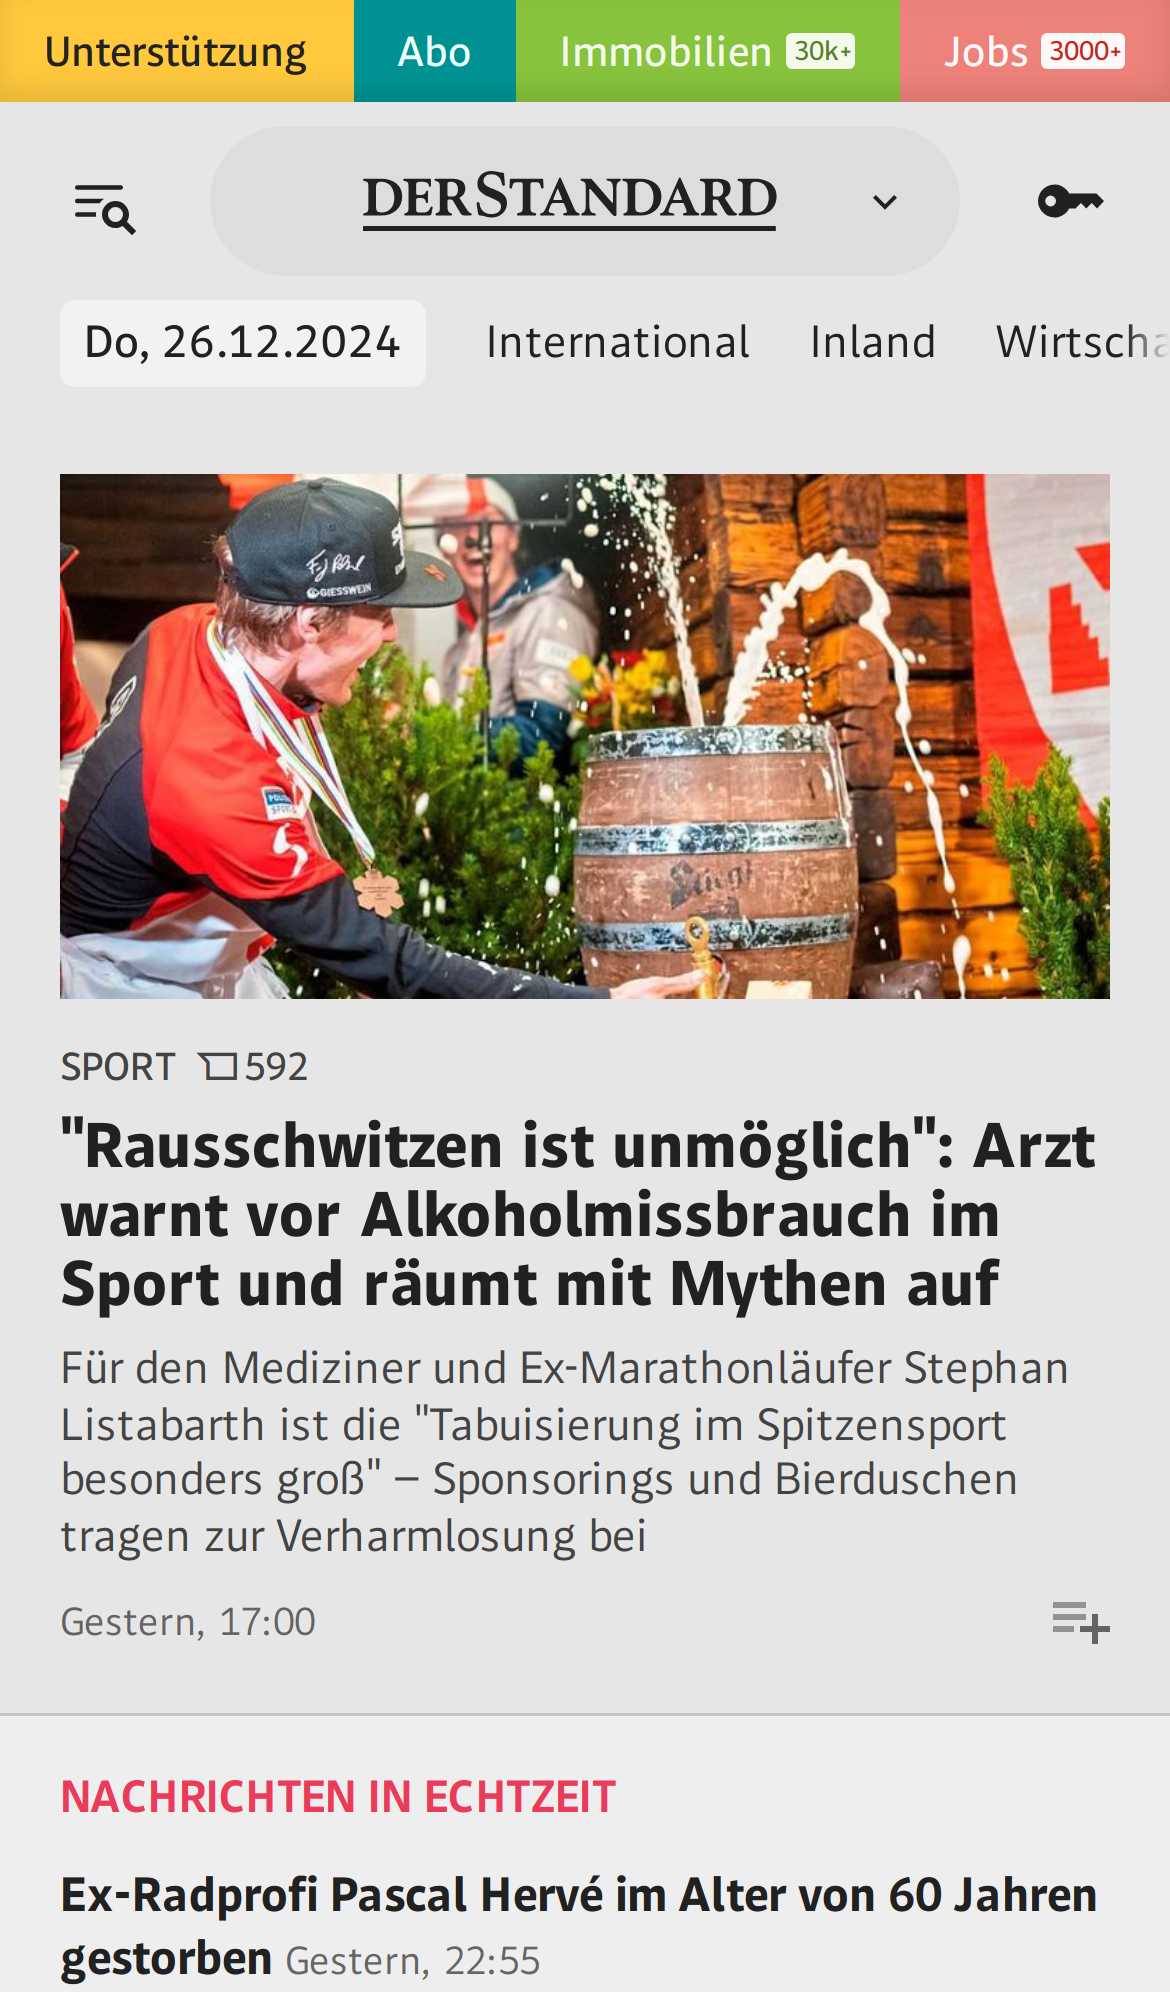 Unterstützung Abo Immobilien 30k+ Jobs 3000+
DERSTANDARD
Do, 26.12.2024 International Inland Wirtscha
GIESSWEIN
Stiegl
SPORT 592
"Rausschwitzen ist unmöglich": Arzt
warnt vor Alkoholmissbrauch im
Sport und räumt mit Mythen auf
Für den Mediziner und Ex-Marathonläufer Stephan
Listabarth ist die "Tabuisierung im Spitzensport
besonders groß" – Sponsorings und Bierduschen
tragen zur Verharmlosung bei
Gestern, 17:00
NACHRICHTEN IN ECHTZEIT
Ex-Radprofi Pascal Hervé im Alter von 60 Jahren
gestorben Gestern, 22:55